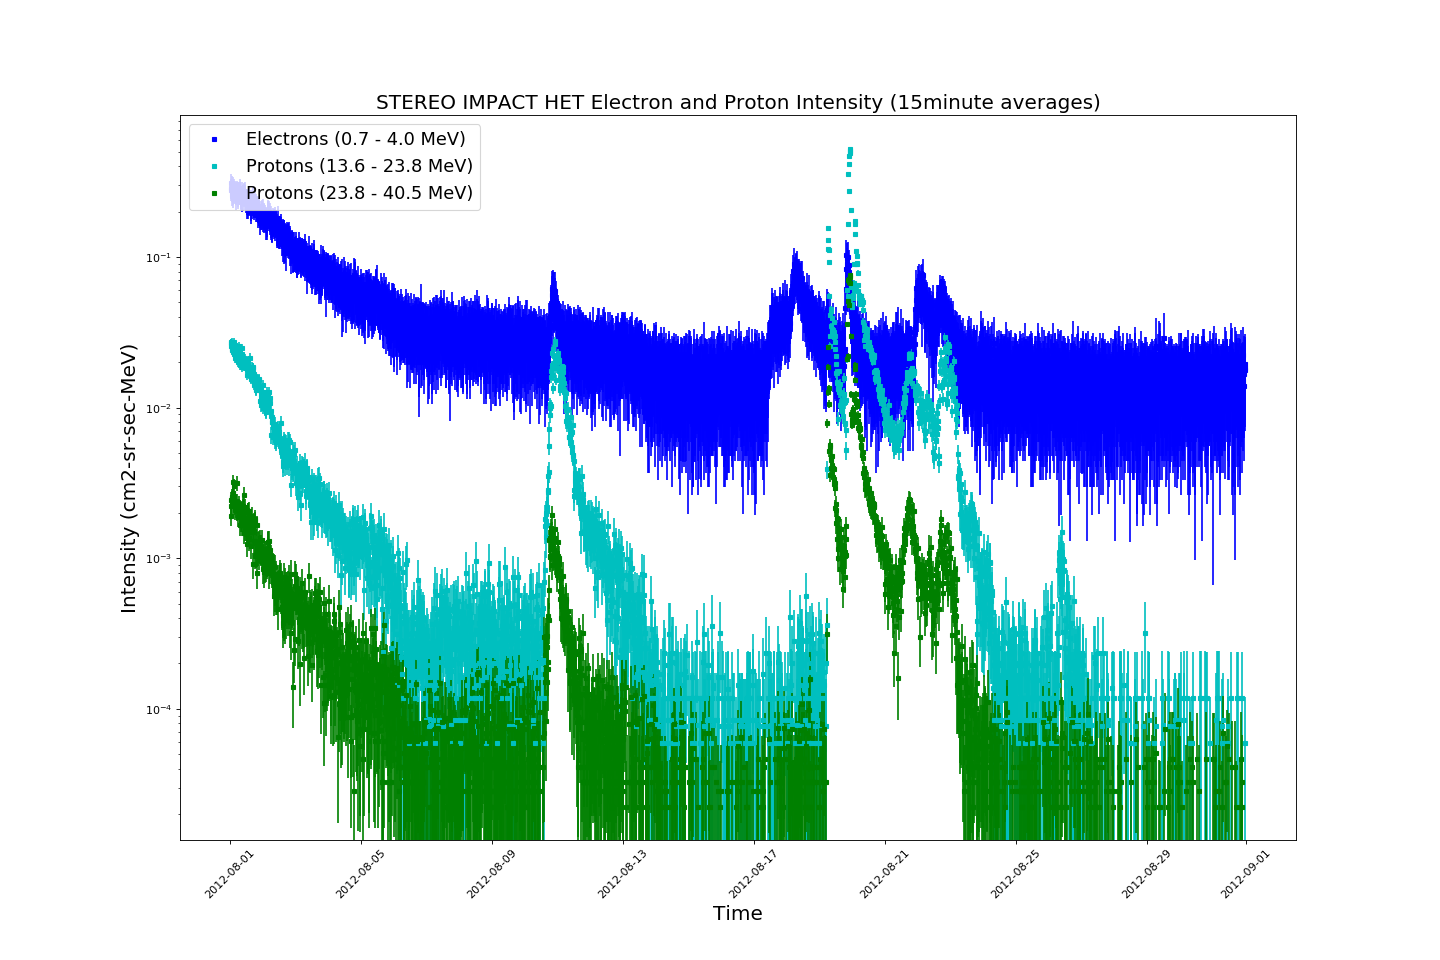 STEREO IMPACT HET Electron and Proton Intensity (15minute averages)
Electrons (0.7 - 4.0 MeV)
Protons (13.6 - 23.8 MeV)
Protons (23.8 - 40.5 MeV)
Intensity (cm2-sr-sec-MeV)
10⁻¹
10⁻²
10⁻³
10⁻⁴
2012-08-01
2012-08-05
2012-08-09
2012-08-13
2012-08-17
2012-08-21
2012-08-25
2012-08-29
2012-09-01
Time